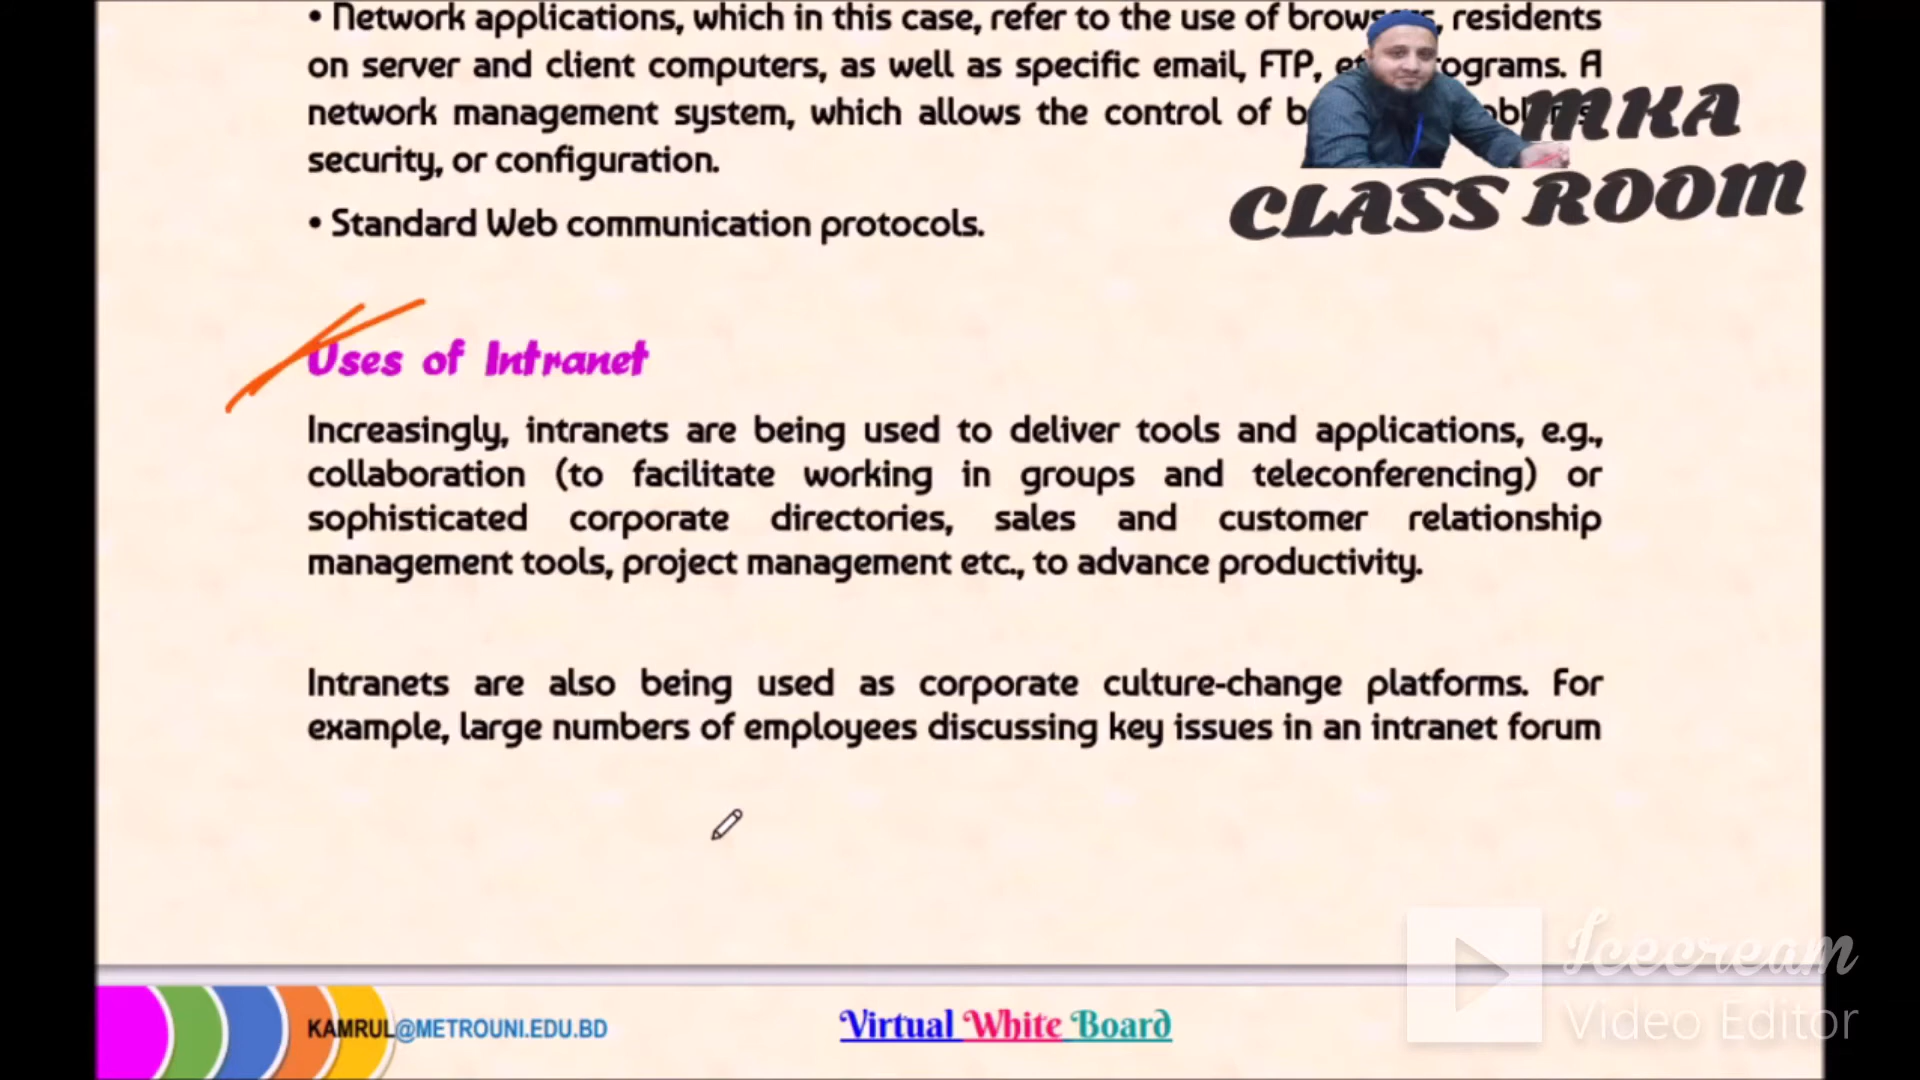 • Network applications, which in this case, refer to the use of browsers, residents
on server and client computers, as well as specific email, FTP, programs. A
network management system, which allows the control of
security, or configuration.
• Standard Web communication protocols.
MKA
CLASS ROOM
Uses of Intranet
Increasingly, intranets are being used to deliver tools and applications, e.g.,
collaboration (to facilitate working in groups and teleconferencing) or
sophisticated corporate directories, sales and customer relationship
management tools, project management etc., to advance productivity.
Intranets are also being used as corporate culture-change platforms. For
example, large numbers of employees discussing key issues in an intranet forum
KAMRUL@METROUNI.EDU.BD
Virtual White Board
Icecream
Video Editor